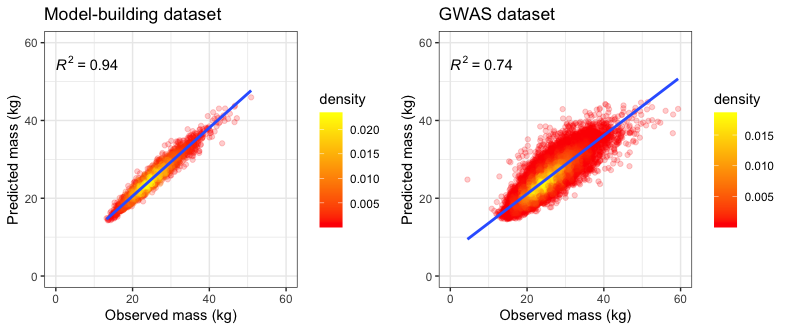 Model-building dataset
60
40
20
0
Predicted mass (kg)
R² = 0.94
0
20
40
60
Observed mass (kg)
density
0.020
0.015
0.010
0.005
GWAS dataset
60
40
20
0
Predicted mass (kg)
R² = 0.74
0
20
40
60
Observed mass (kg)
density
0.015
0.010
0.005